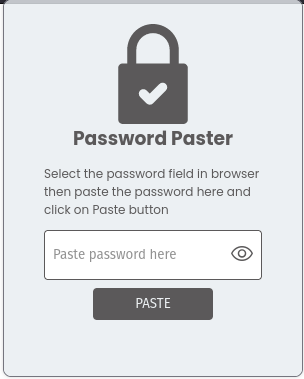 Password Paster
Select the password field in browser
then paste the password here and
click on Paste button
Paste password here
PASTE